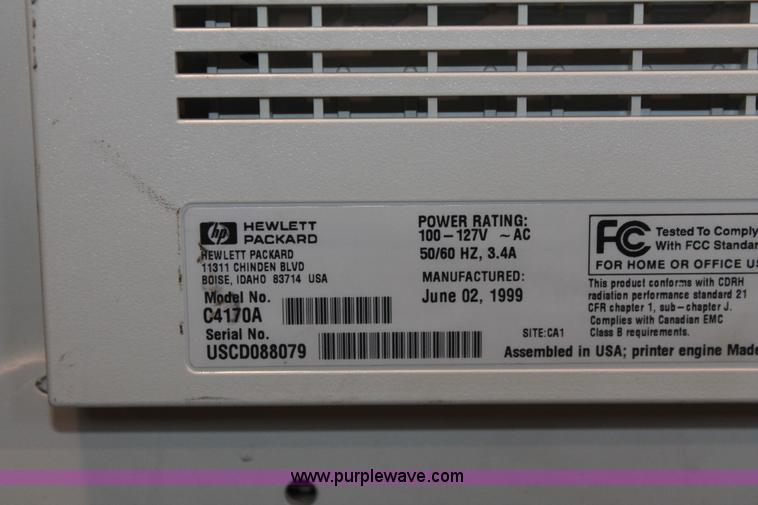 hp HEWLETT
PACKARD
HEWLETT PACKARD
11311 CHINDEN BLVD
BOISE, IDAHO 83714 USA
Model No.
C4170A
Serial No.
USCD088079
POWER RATING:
100-127V ~ AC
50/60 HZ, 3.4A
MANUFACTURED:
June 02, 1999
SITE:CA1
FC Tested To Comply
With FCC Standar
FOR HOME OR OFFICE US
This product conforms with CDRH
radiation performance standard 21
CFR chapter 1, sub-chapter J.
Complies with Canadian EMC
Class B requirements.
Assembled in USA; printer engine Made
www.purplewave.com